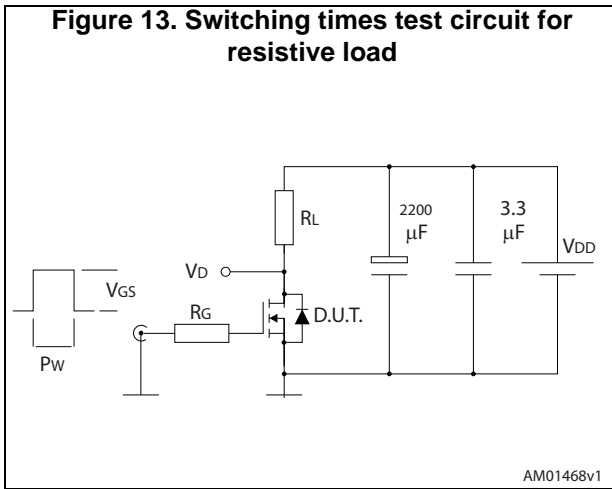 Figure 13. Switching times test circuit for
resistive load
RL
2200
μF
3.3
μF
VDD
VD
VGS
RG
D.U.T.
PW
AM01468v1